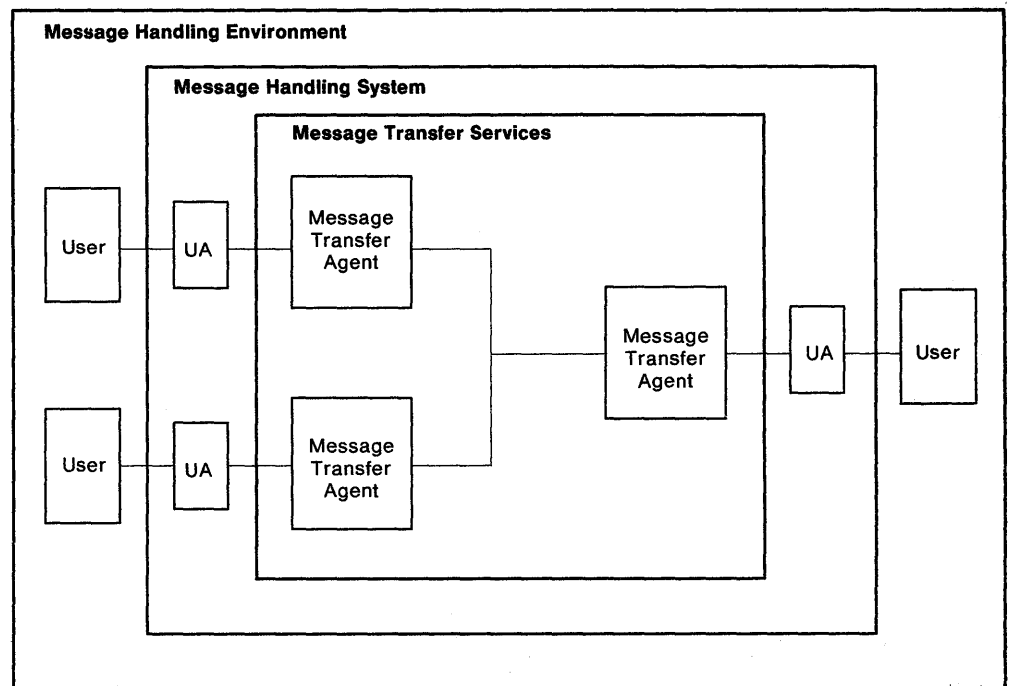 Message Handling Environment
Message Handling System
Message Transfer Services
User
UA
Message
Transfer
Agent
Message
Transfer
Agent
UA
User
User
UA
Message
Transfer
Agent